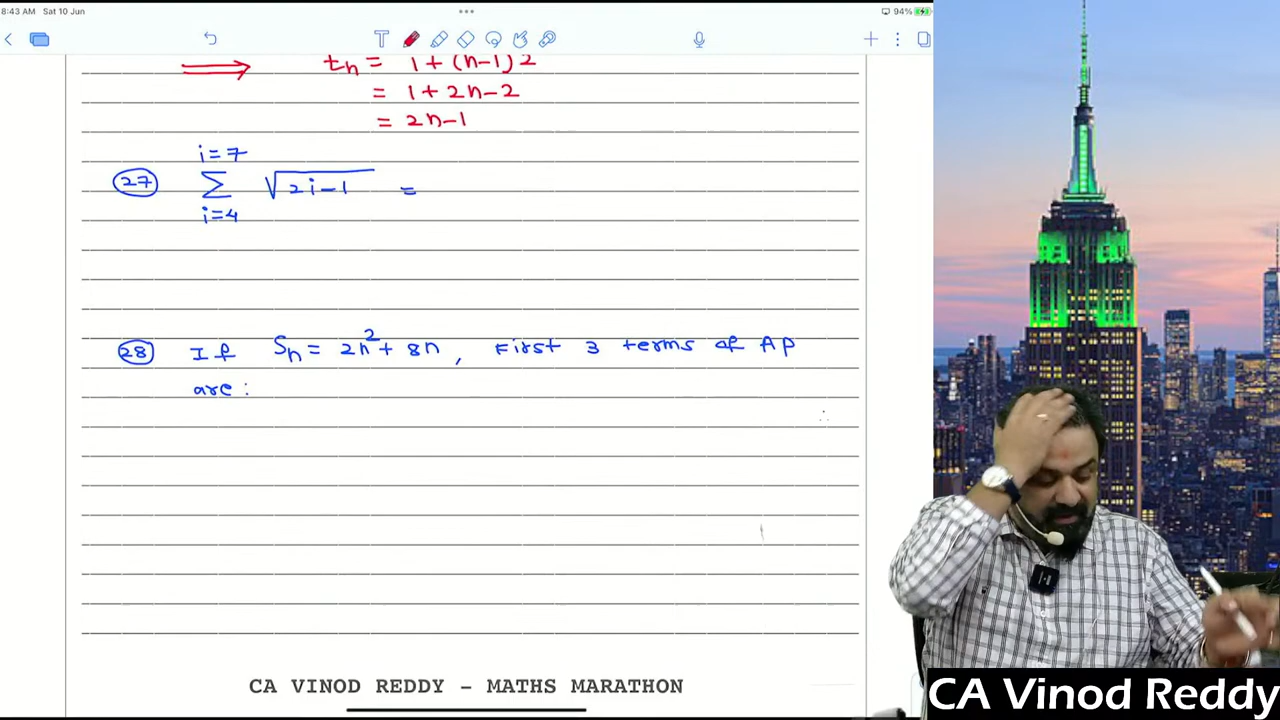 8:43 AM Sat 10 Jun
94%
T
tn = 1 + (n-1) 2
= 1 + 2n - 2
= 2n-1
i=7
27 ∑ √2i-1 =
i=4
28 If Sn = 2n² + 8n, First 3 terms of AP
are:
CA VINOD REDDY - MATHS MARATHON
CA Vinod Reddy